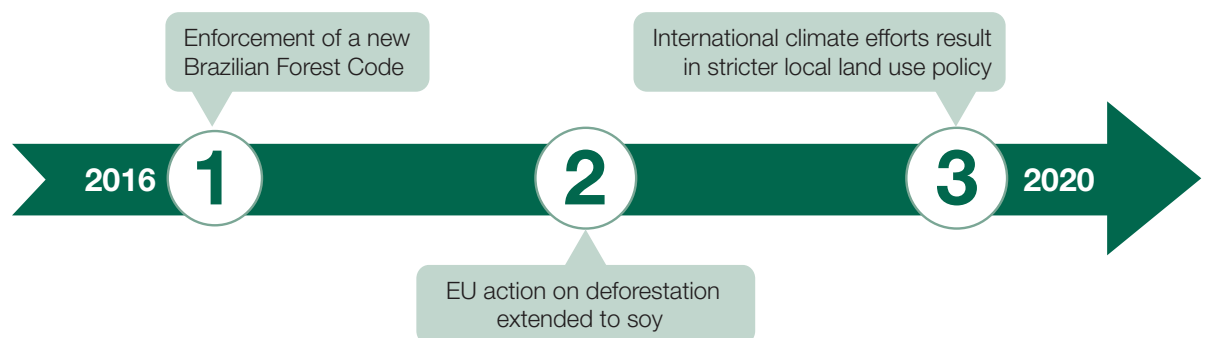 Enforcement of a new
Brazilian Forest Code
International climate efforts result
in stricter local land use policy
2016
1
2
3
2020
EU action on deforestation
extended to soy